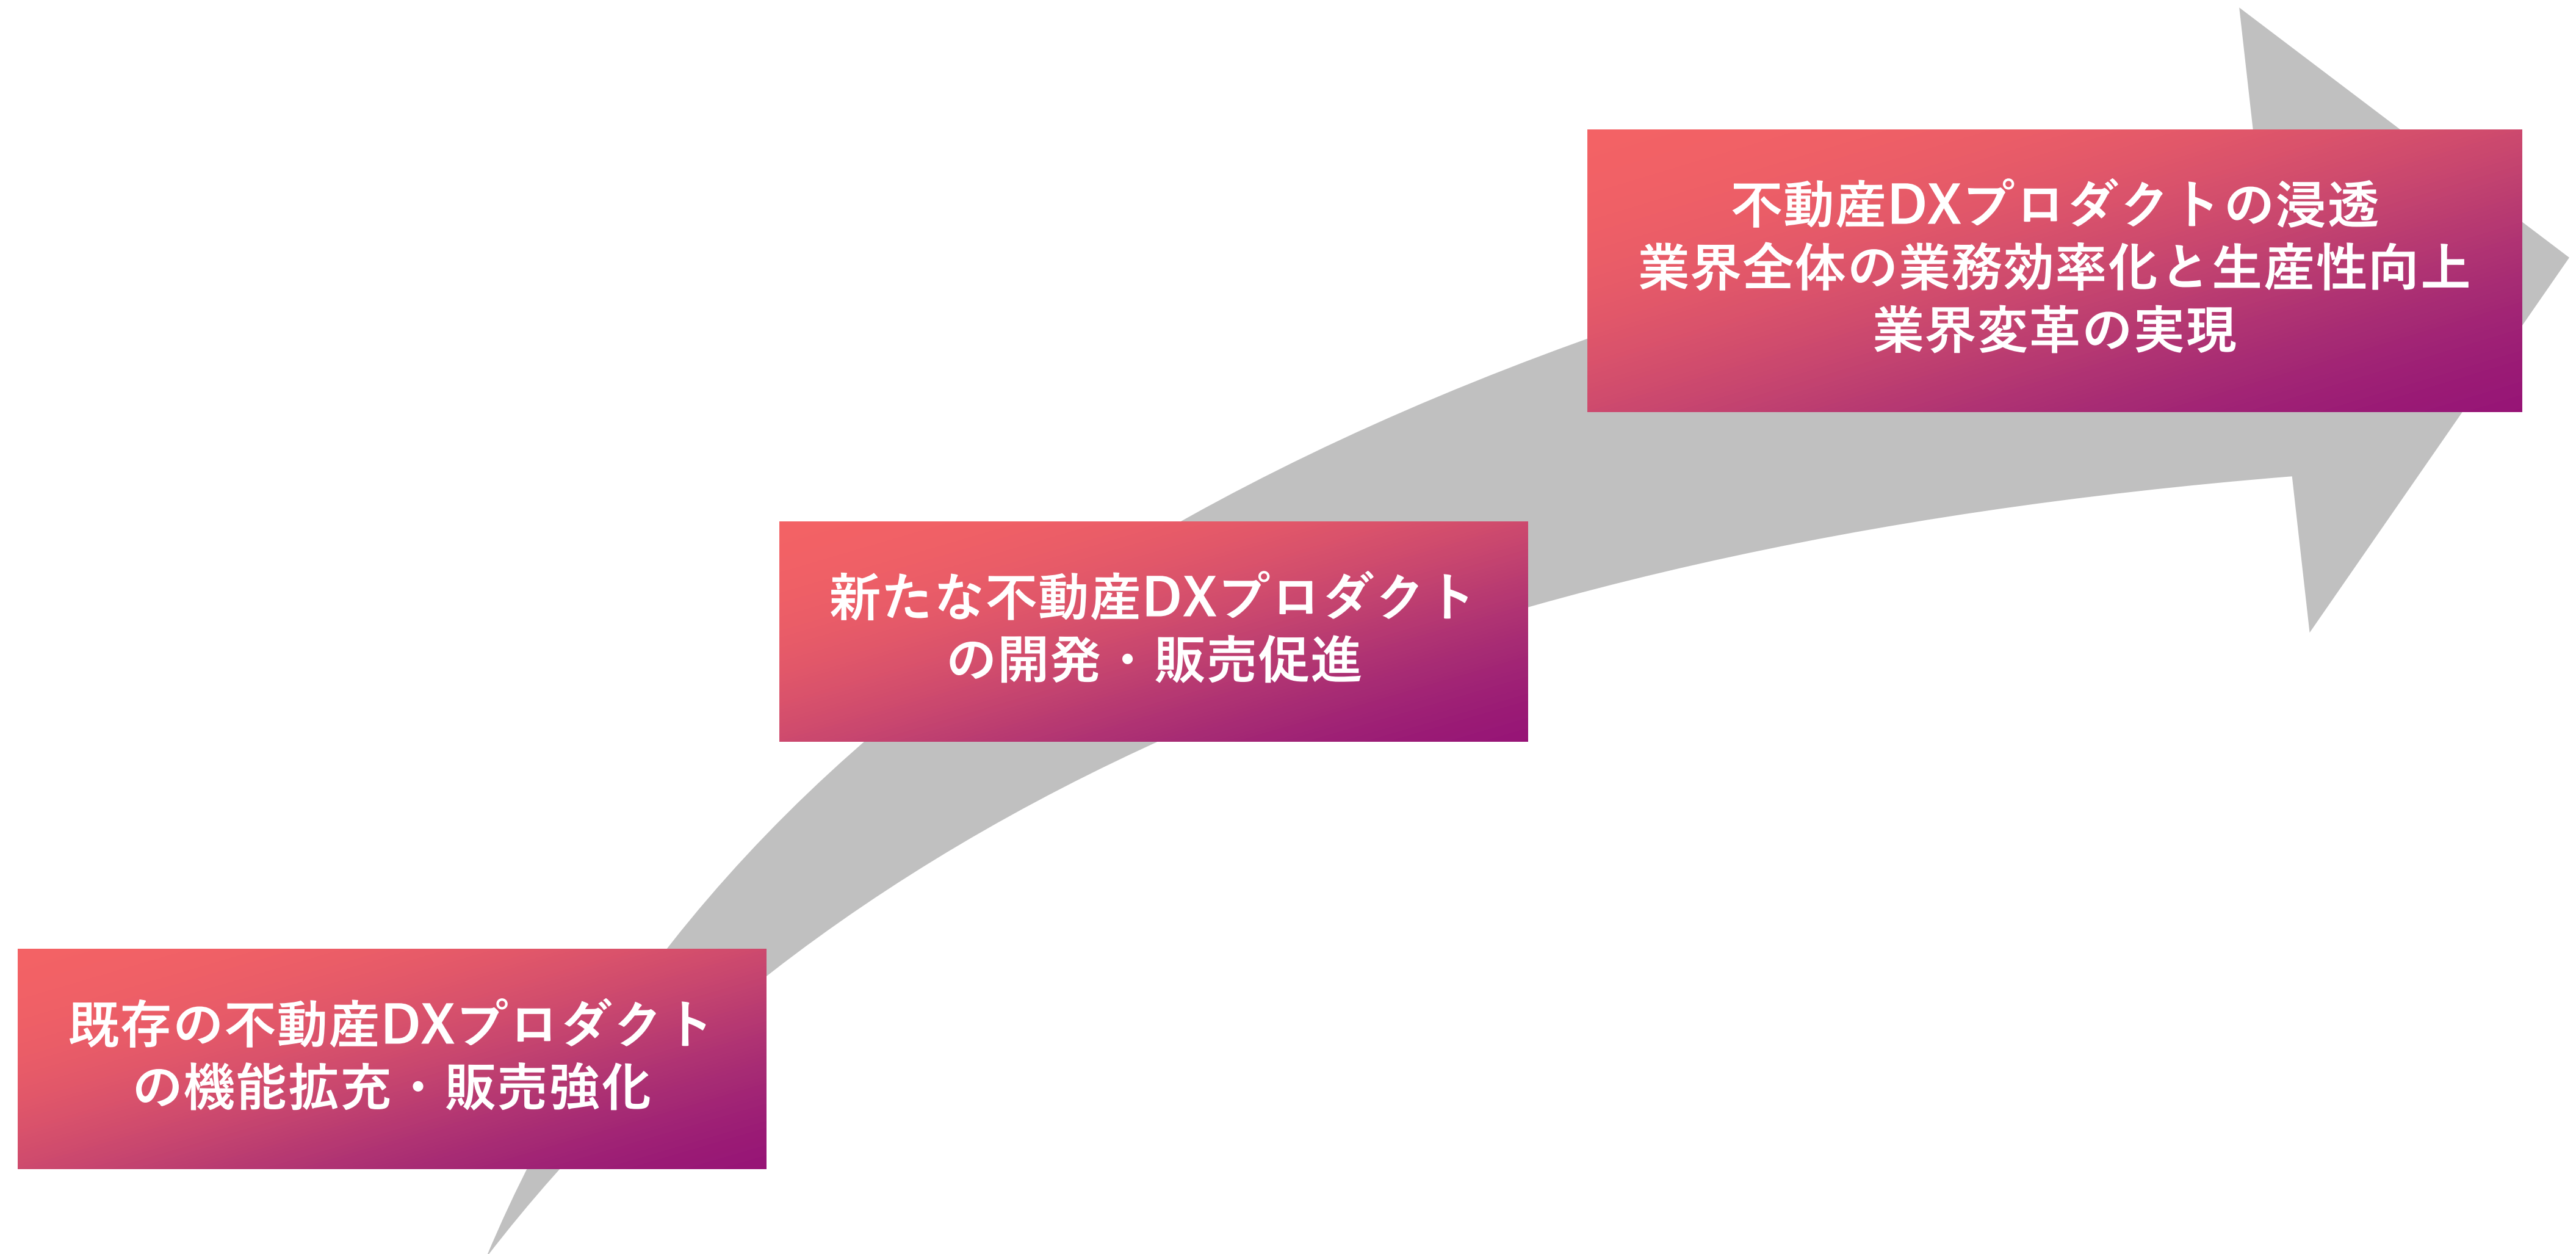 不動産DXプロダクトの浸透
業界全体の業務効率化と生産性向上
業界変革の実現
新たな不動産DXプロダクト
の開発・販売促進
既存の不動産DXプロダクト
の機能拡充・販売強化